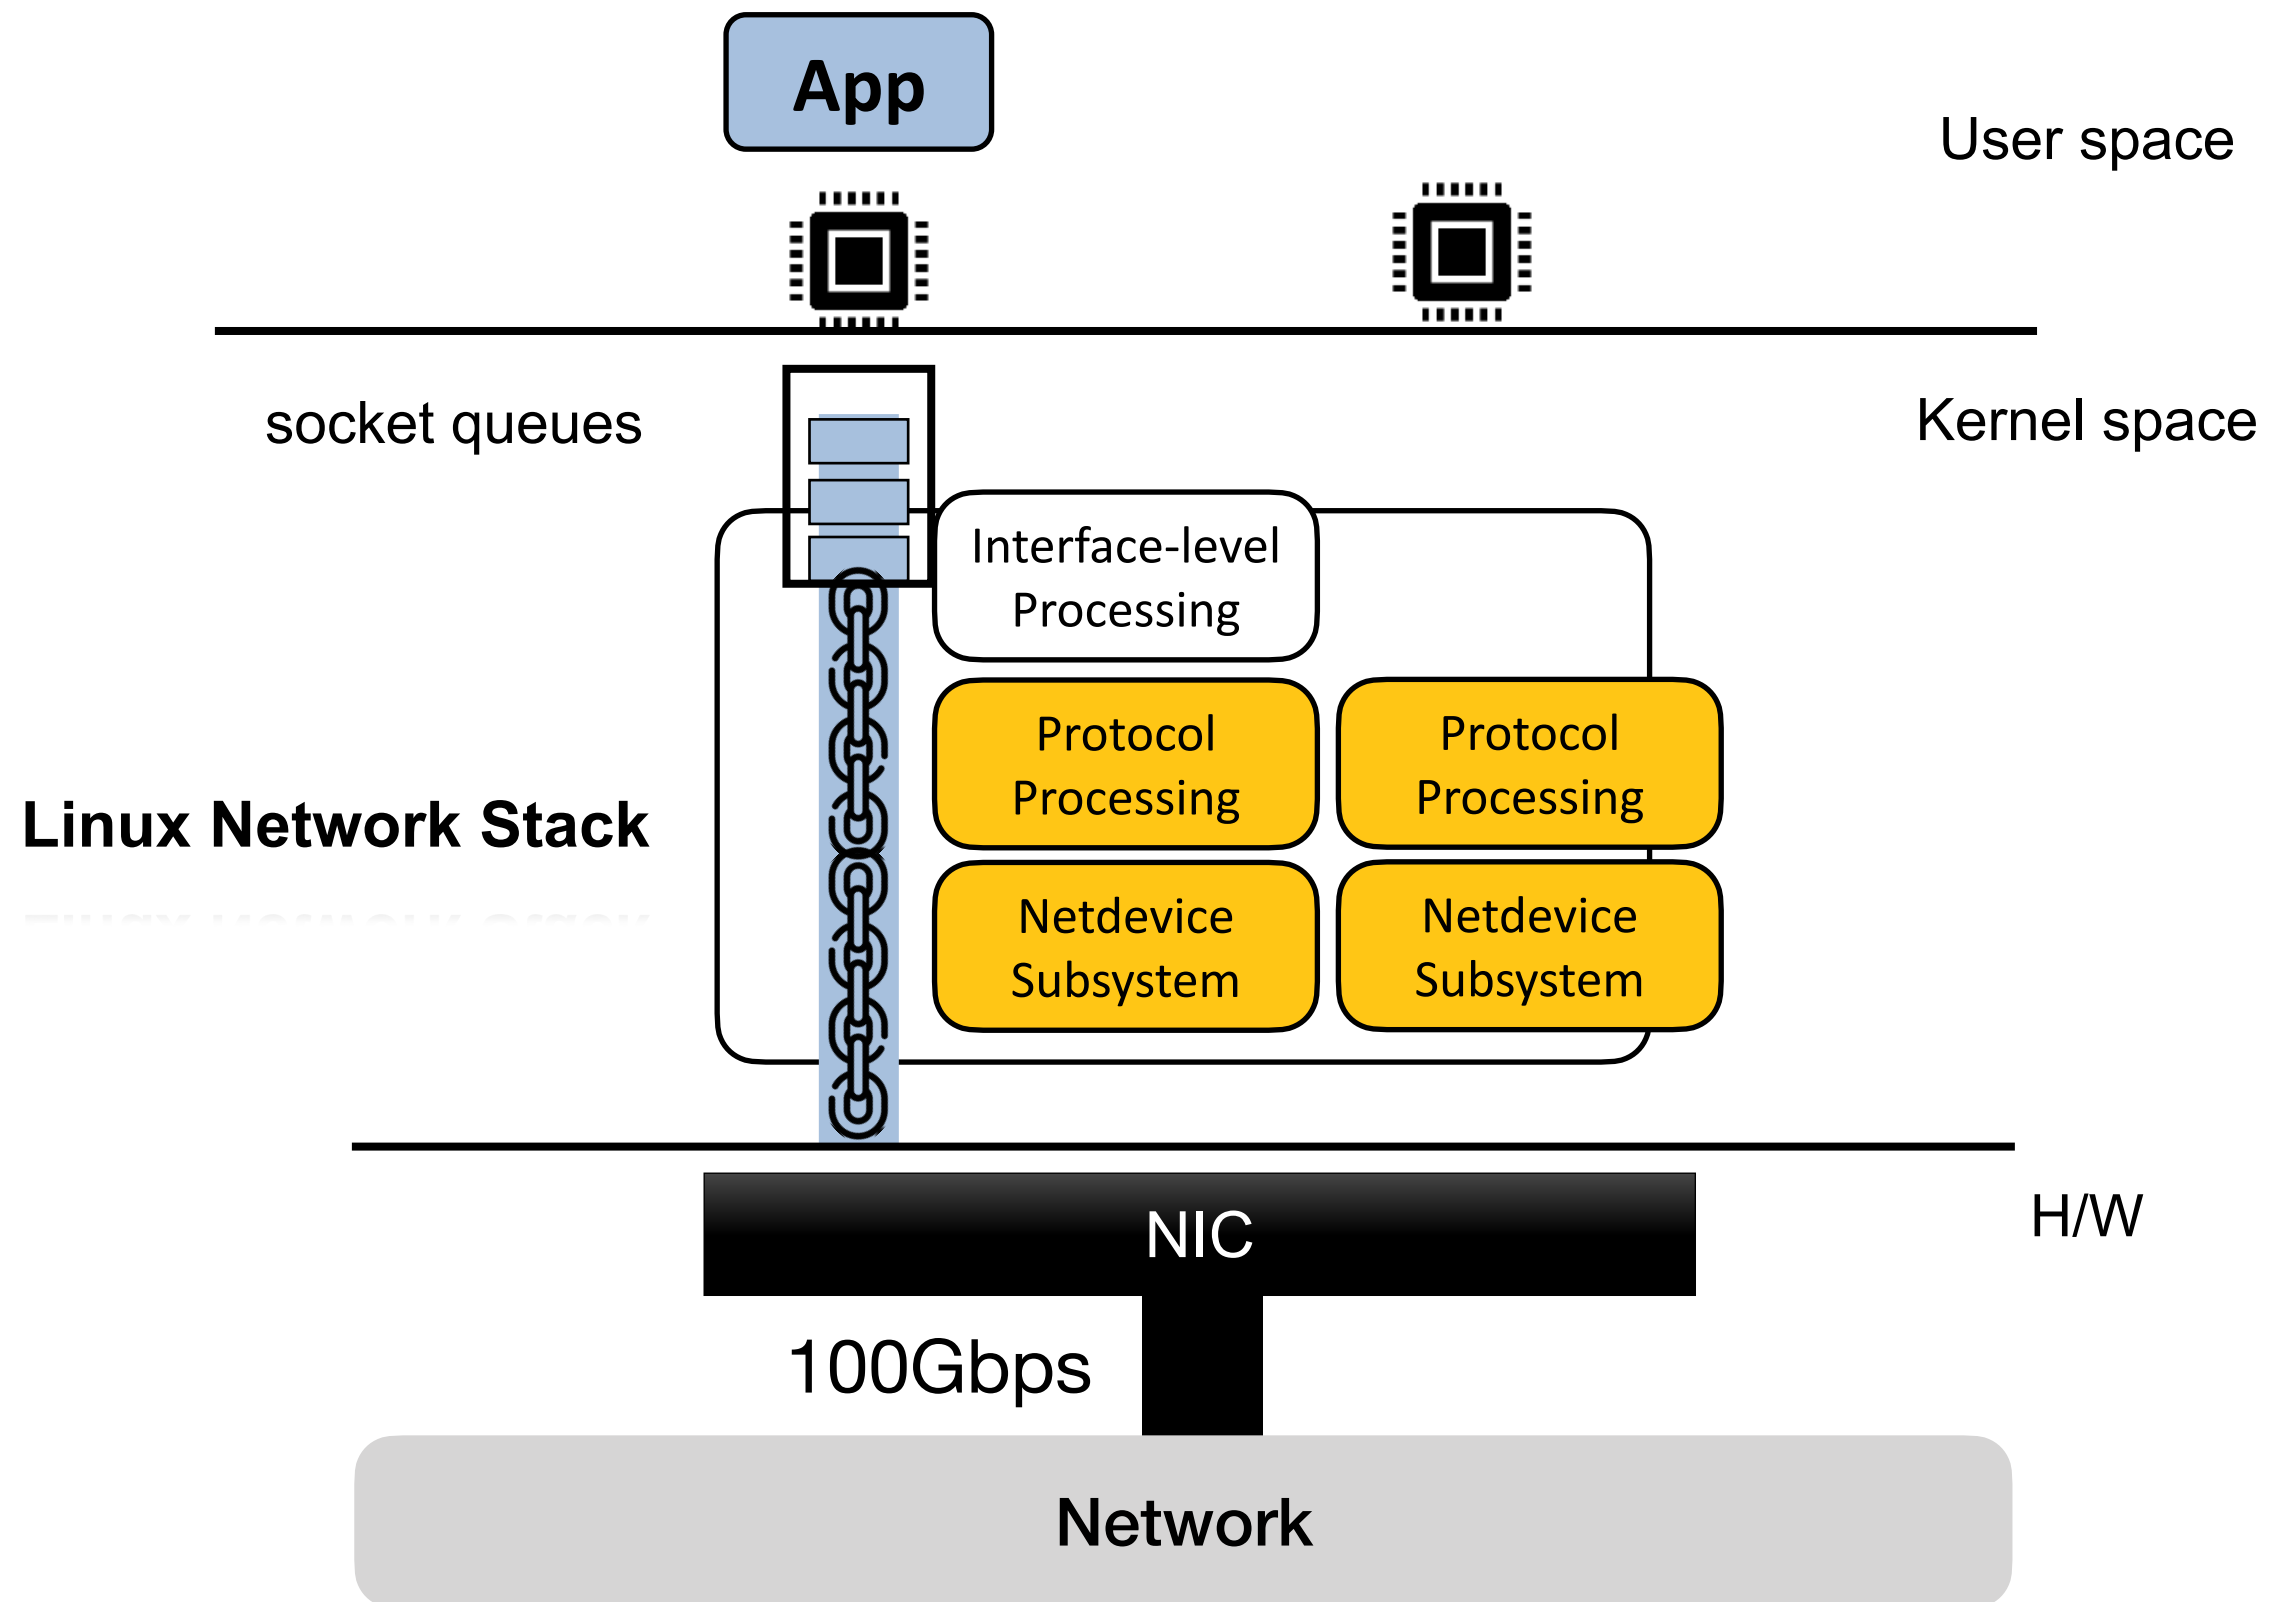 App
User space
socket queues
Kernel space
Interface-level
Processing
Protocol
Processing
Protocol
Processing
Linux Network Stack
Netdevice
Subsystem
Netdevice
Subsystem
H/W
NIC
100Gbps
Network